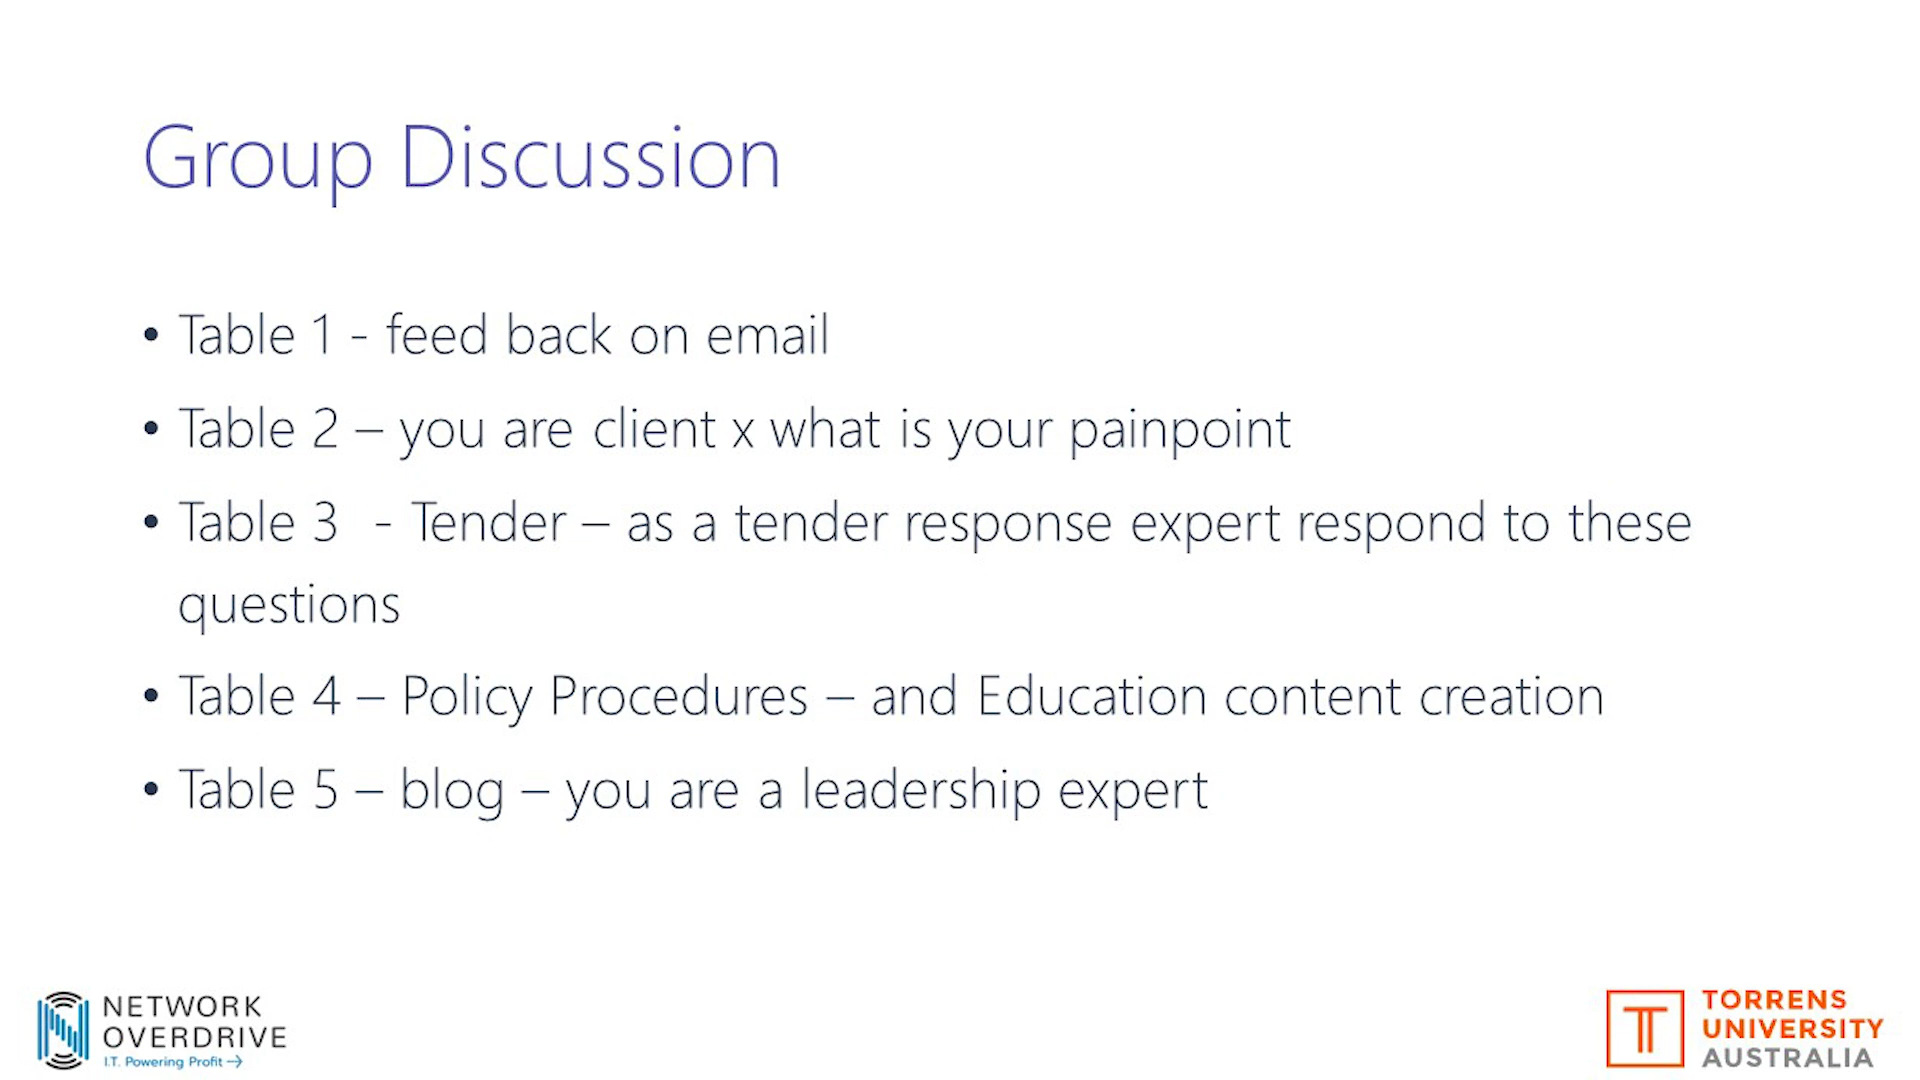 Group Discussion
• Table 1 - feed back on email
• Table 2 – you are client x what is your painpoint
• Table 3  - Tender – as a tender response expert respond to these
questions
• Table 4 – Policy Procedures – and Education content creation
• Table 5 – blog – you are a leadership expert
NETWORK
OVERDRIVE
I.T. Powering Profit →
TORRENS
UNIVERSITY
AUSTRALIA